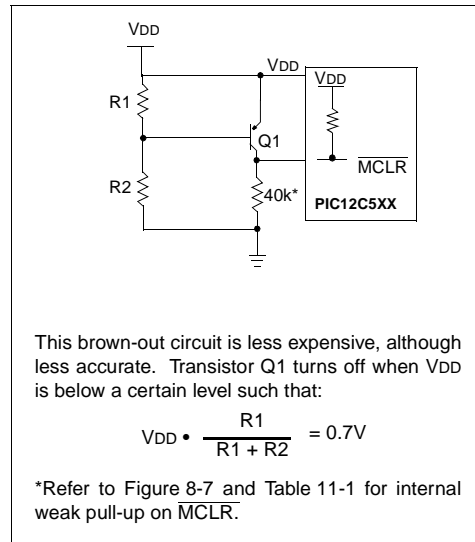 VDD
VDD
VDD
R1
Q1
MCLR
R2
40k*
PIC12C5XX
This brown-out circuit is less expensive, although
less accurate. Transistor Q1 turns off when VDD
is below a certain level such that:
VDD • R1 / R1 + R2 = 0.7V
*Refer to Figure 8-7 and Table 11-1 for internal
weak pull-up on MCLR.